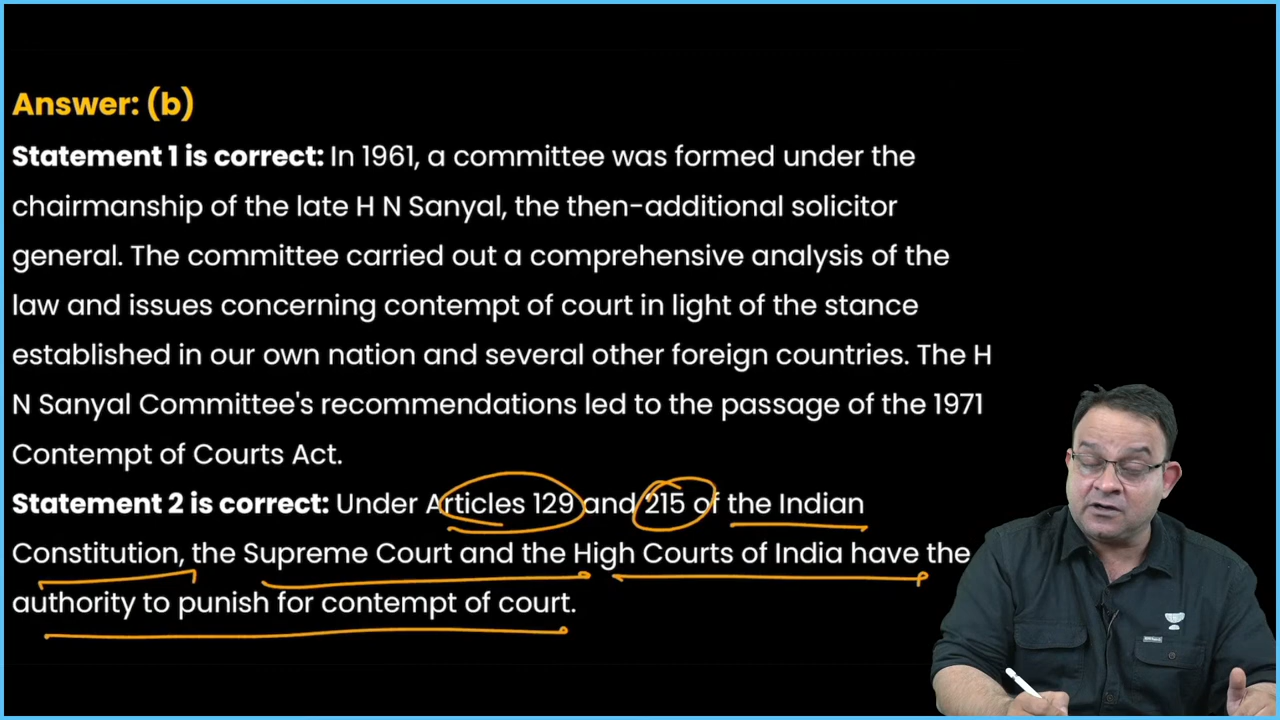 Answer: (b)
Statement 1 is correct: In 1961, a committee was formed under the
chairmanship of the late H N Sanyal, the then-additional solicitor
general. The committee carried out a comprehensive analysis of the
law and issues concerning contempt of court in light of the stance
established in our own nation and several other foreign countries. The H
N Sanyal Committee's recommendations led to the passage of the 1971
Contempt of Courts Act.
Statement 2 is correct: Under Articles 129 and 215 of the Indian
Constitution, the Supreme Court and the High Courts of India have the
authority to punish for contempt of court.